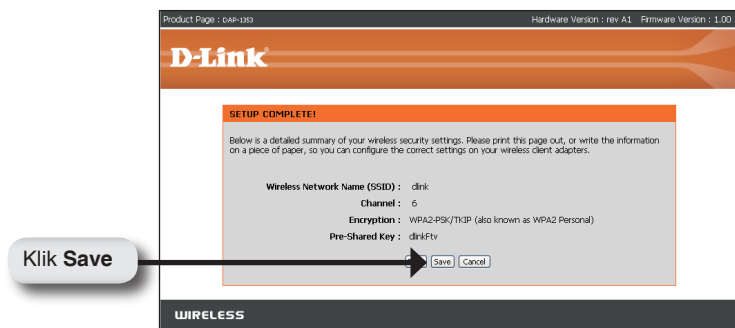 Product Page : DAP-1353 Hardware Version : rev A1 Firmware Version : 1.00
D-Link
SETUP COMPLETE!
Below is a detailed summary of your wireless security settings. Please print this page out, or write the information
on a piece of paper, so you can configure the correct settings on your wireless client adapters.
Wireless Network Name (SSID) : dlink
Channel : 6
Encryption : WPA2-PSK/TKIP (also known as WPA2 Personal)
Pre-Shared Key : dlinkFtv
Klik Save
Save Cancel
WIRELESS